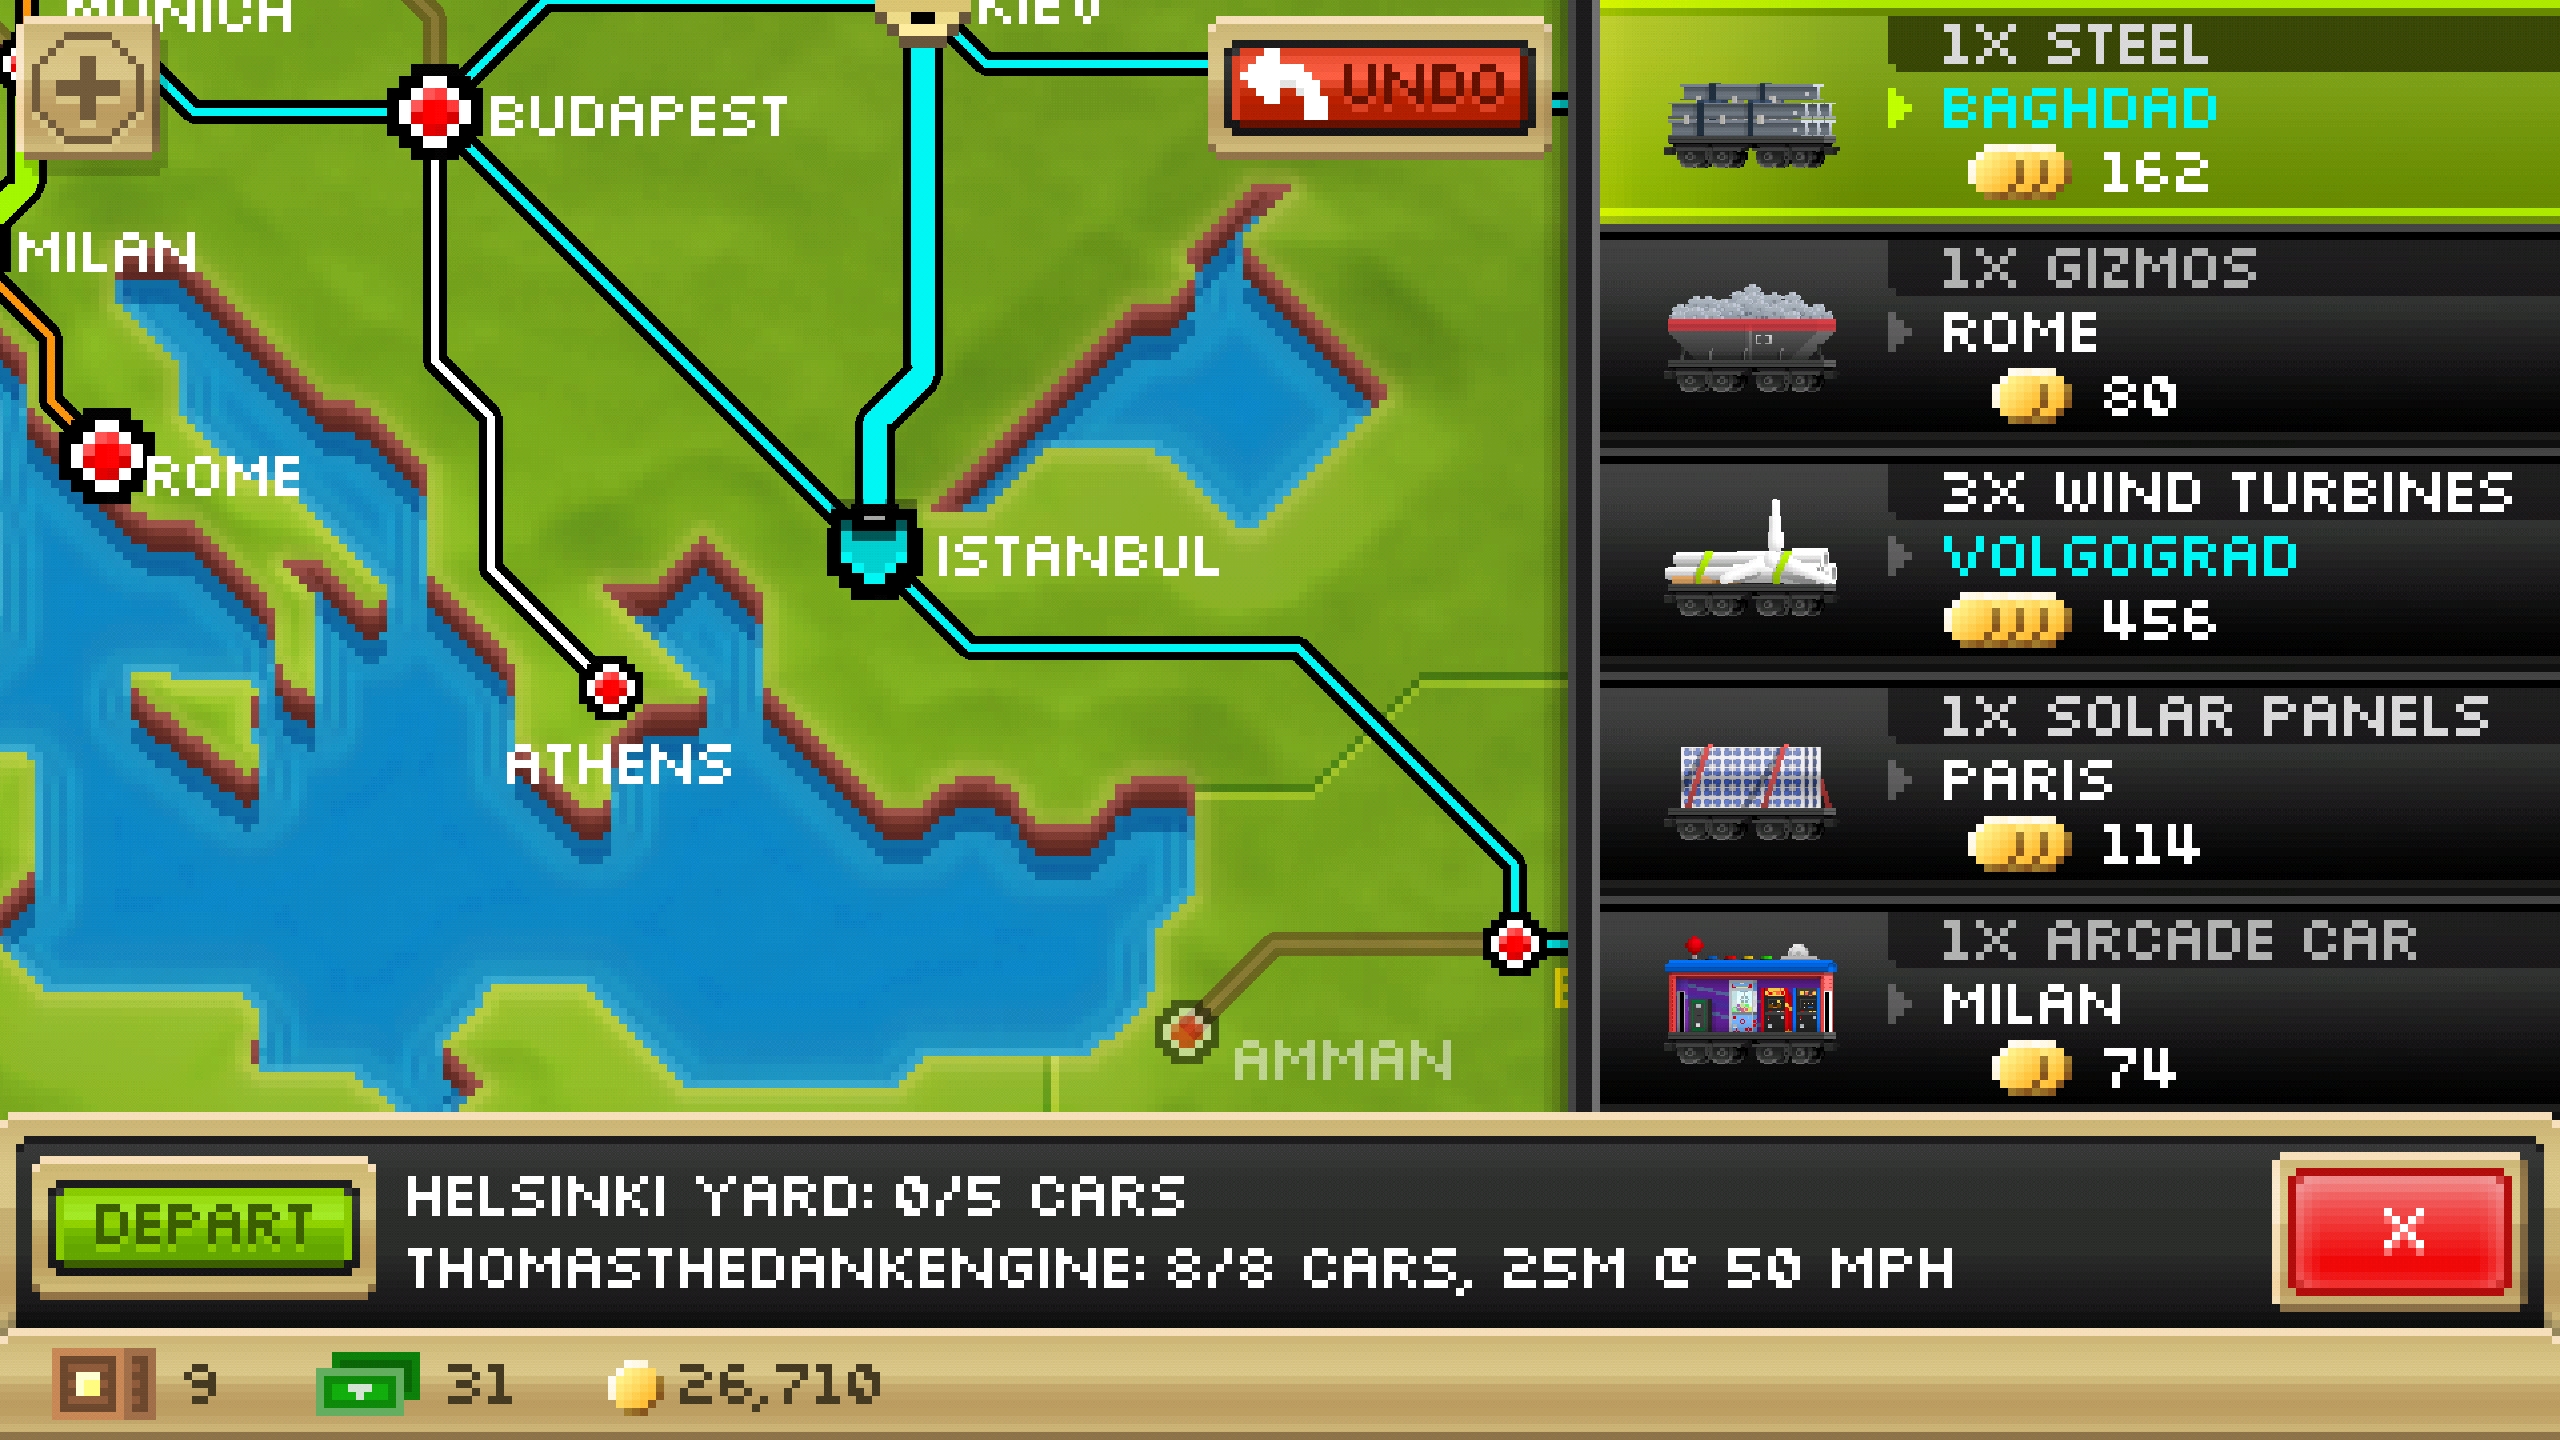 MUNICH
KIEV
UNDO
BUDAPEST
MILAN
ROME
ISTANBUL
ATHENS
AMMAN
1X STEEL
BAGHDAD
162
1X GIZMOS
ROME
80
3X WIND TURBINES
VOLGOGRAD
456
1X SOLAR PANELS
PARIS
114
1X ARCADE CAR
MILAN
74
DEPART
HELSINKI YARD: 0/5 CARS
THOMASTHEDANKENGINE: 8/8 CARS, 25M @ 50 MPH
X
9
31
26,710